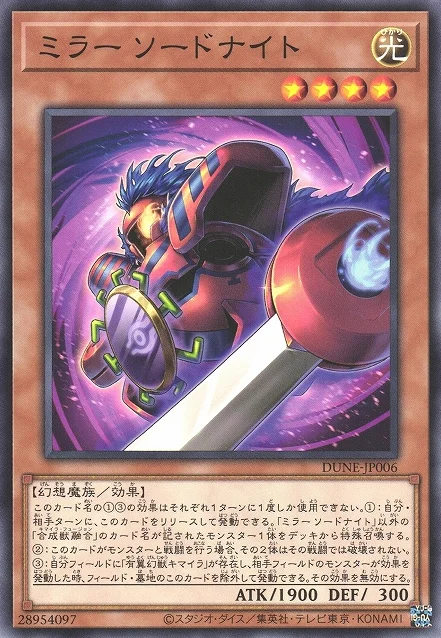 ミラー ソードナイト
光
DUNE-JP006
【幻想魔族／効果】
このカード名の①③の効果はそれぞれ1ターンに1度しか使用できない。①：自分・
相手ターンに、このカードをリリースして発動できる。「ミラー ソードナイト」以外の
「合成獣融合」のカード名が記されたモンスター1体をデッキから特殊召喚する。
②：このカードがモンスターと戦闘を行う場合、その2体はその戦闘では破壊されない。
③：自分フィールドに「幻獣王キマイラ」が存在し、相手フィールドのモンスターが効果を
発動した時、フィールド・墓地のこのカードを除外して発動できる。その効果を無効にする。
ATK/1900 DEF/ 300
28954097
©スタジオ・ダイス／集英社・テレビ東京・KONAMI